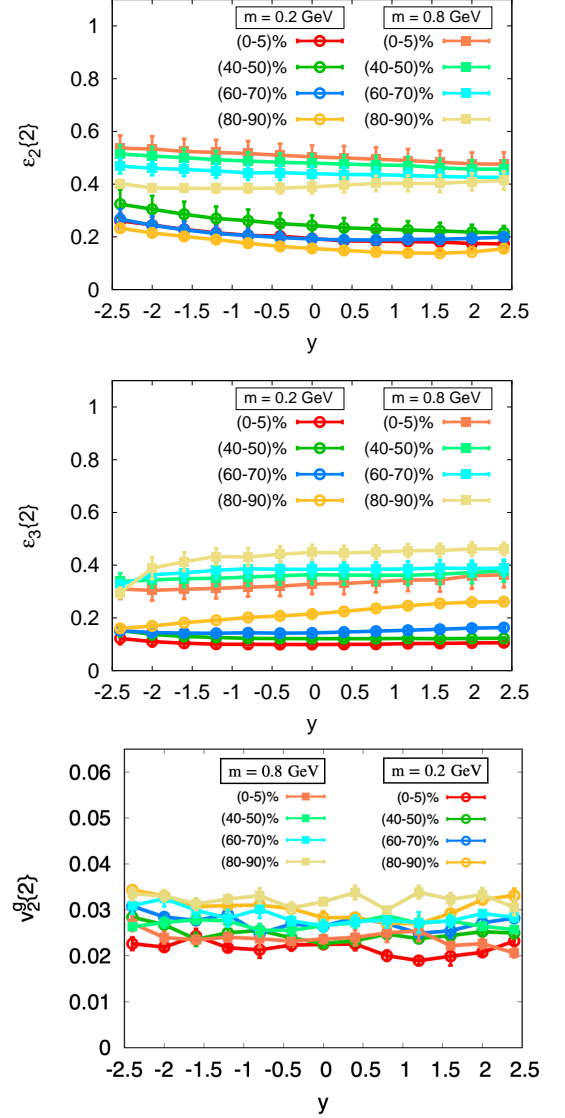 m = 0.2 GeV m = 0.8 GeV
(0-5)% (0-5)%
(40-50)% (40-50)%
(60-70)% (60-70)%
(80-90)% (80-90)%
ε₂{2}
1
0.8
0.6
0.4
0.2
0
-2.5 -2 -1.5 -1 -0.5 0 0.5 1 1.5 2 2.5
y
m = 0.2 GeV m = 0.8 GeV
(0-5)% (0-5)%
(40-50)% (40-50)%
(60-70)% (60-70)%
(80-90)% (80-90)%
ε₃{2}
1
0.8
0.6
0.4
0.2
0
-2.5 -2 -1.5 -1 -0.5 0 0.5 1 1.5 2 2.5
y
m = 0.8 GeV m = 0.2 GeV
(0-5)% (0-5)%
(40-50)% (40-50)%
(60-70)% (60-70)%
(80-90)% (80-90)%
v₂ᵍ{2}
0.06
0.05
0.04
0.03
0.02
0.01
0
-2.5 -2 -1.5 -1 -0.5 0 0.5 1 1.5 2 2.5
y